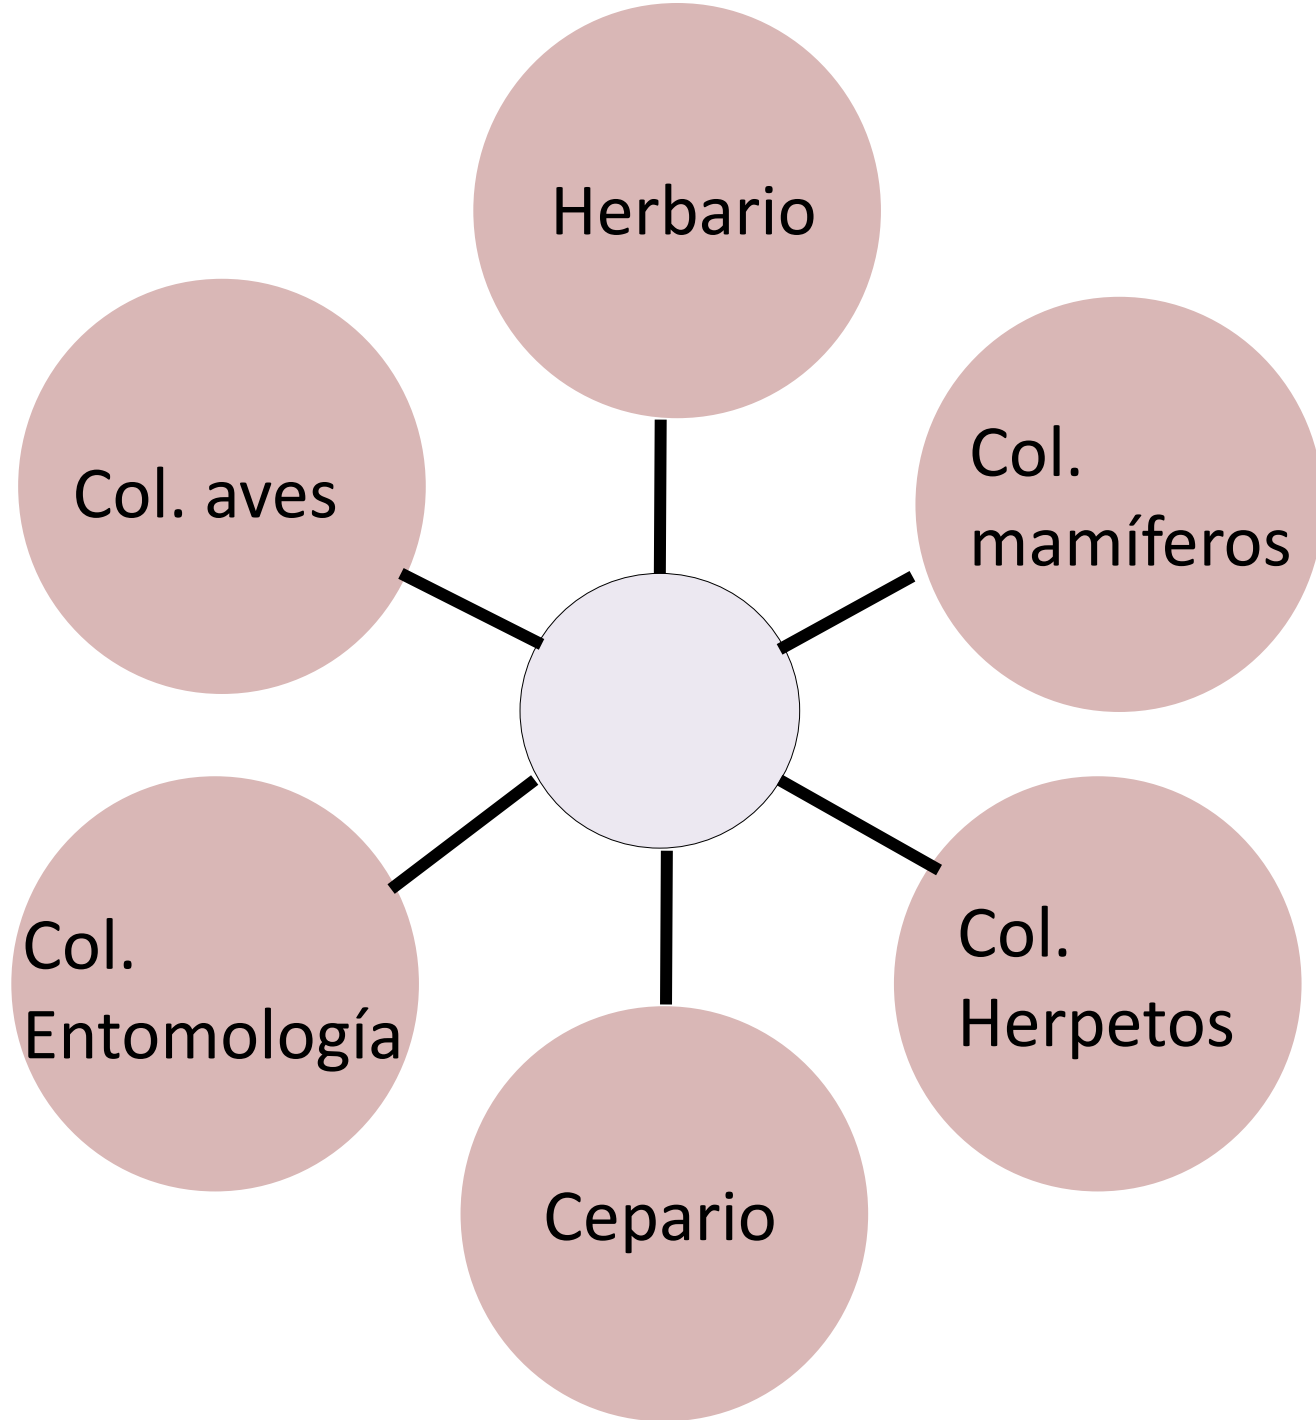 Herbario
Col. aves
Col.
mamíferos
Col.
Entomología
Col.
Herpetos
Cepario